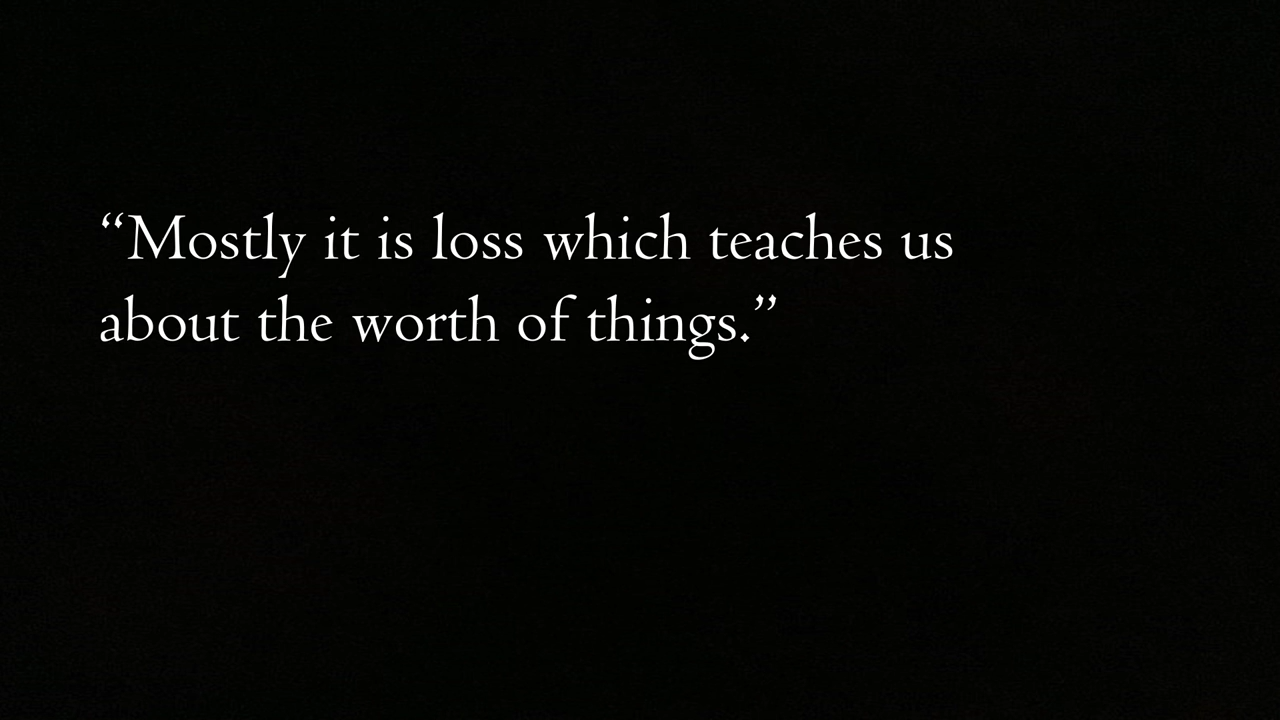 “Mostly it is loss which teaches us
about the worth of things.”